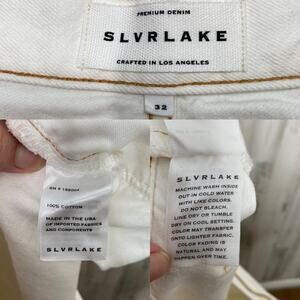 PREMIUM DENIM
SLVRLAKE
CRAFTED IN LOS ANGELES
32
100% COTTON
MADE IN THE U.S.A
OF IMPORTED FABRICS
AND COMPONENTS
SLVRLAKE
SLVRLAKE
MACHINE WASH INSIDE
OUT IN COLD WATER
WITH LIKE COLORS.
DO NOT BLEACH.
LINE DRY OR TUMBLE
DRY ON COOL SETTING.
COLOR MAY TRANSFER
ONTO LIGHTER FABRIC.
COLOR FADING IS
NATURAL AND MAY
HAPPEN OVER TIME.